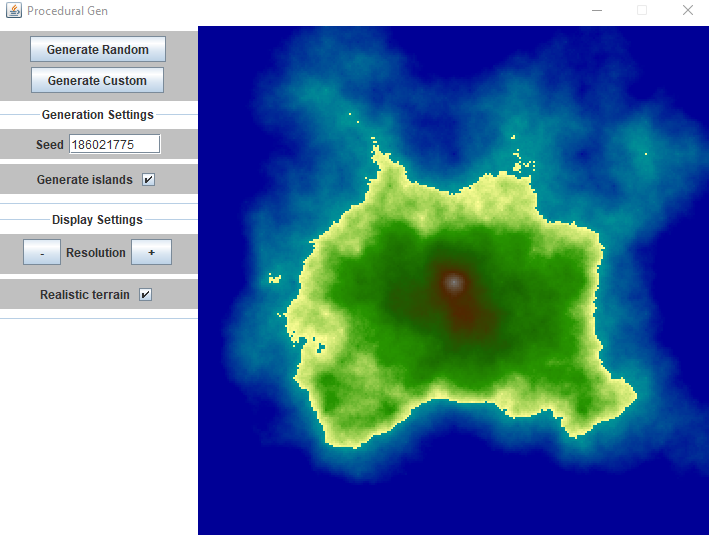 Procedural Gen
Generate Random
Generate Custom
Generation Settings
Seed 186021775
Generate islands
Display Settings
- Resolution +
Realistic terrain